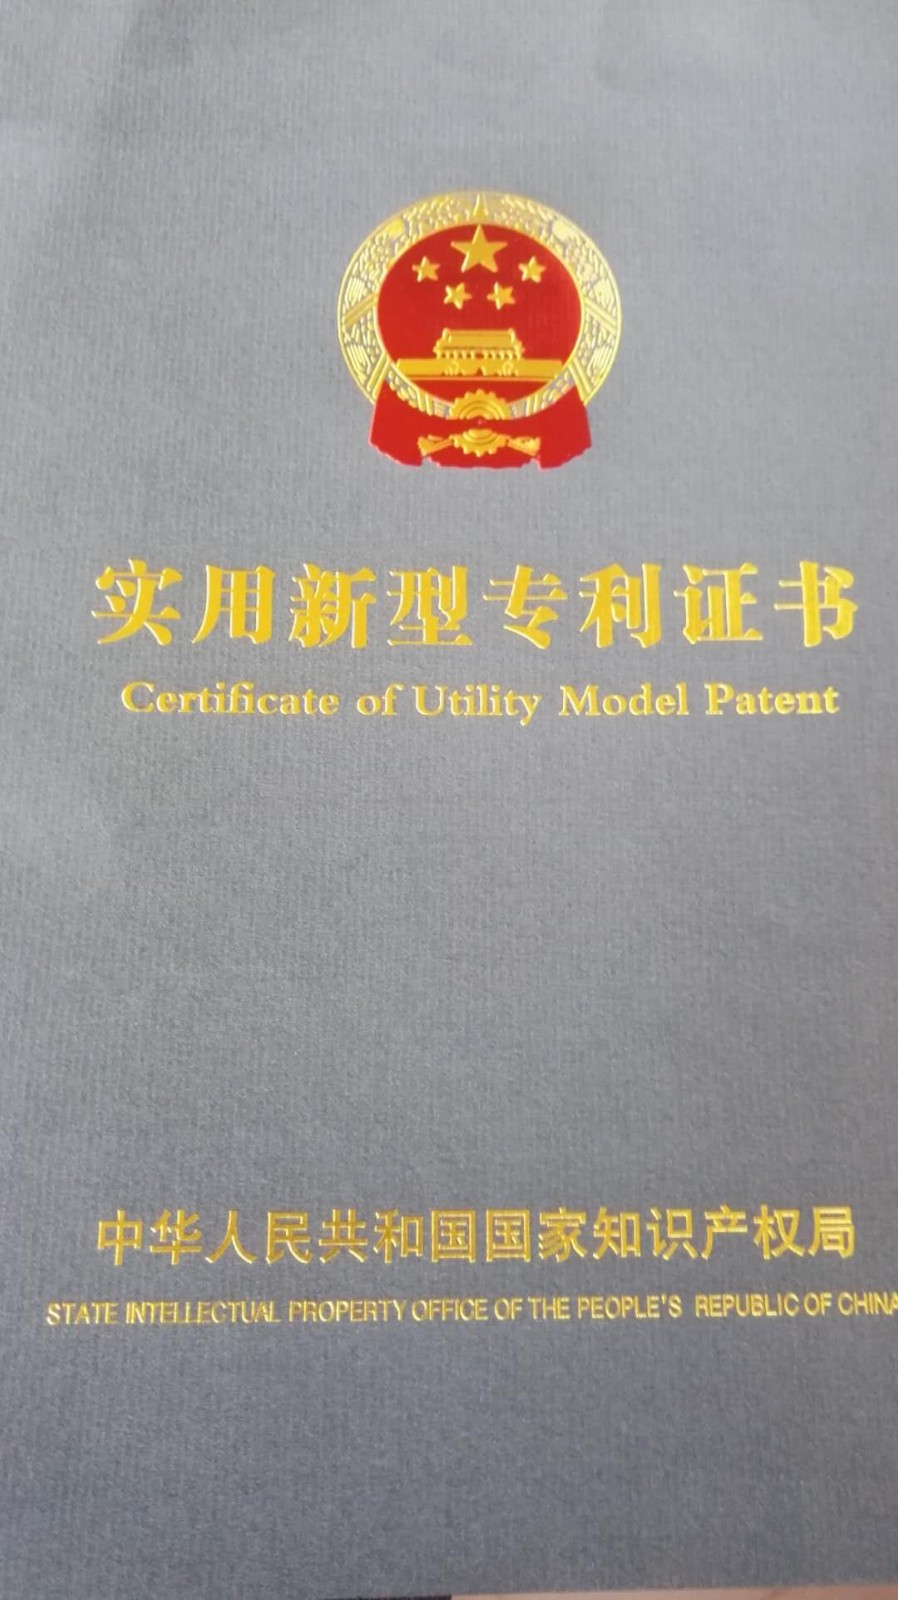 实用新型专利证书
Certificate of Utility Model Patent
中华人民共和国国家知识产权局
STATE INTELLECTUAL PROPERTY OFFICE OF THE PEOPLE'S REPUBLIC OF CHINA